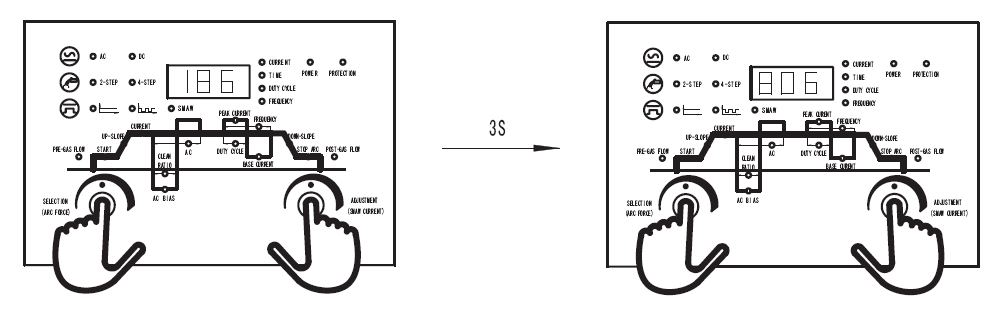 AC
DC
186
CURRENT
POWER
PROTECTION
TIME
2-STEP
4-STEP
DUTY CYCLE
FREQUENCY
SMAW
PEAK CURRENT
FREQUENCY
CURRENT
UP-SLOPE
DOWN-SLOPE
PRE-GAS FLOW
START
AC
DUTY CYCLE
STOP ARC
POST-GAS FLOW
CLEAN
RATIO
BASE CURRENT
AC BIAS
SELECTION
(ARC FORCE)
ADJUSTMENT
(SMAW CURRENT)
3S
AC
DC
806
CURRENT
POWER
PROTECTION
TIME
2-STEP
4-STEP
DUTY CYCLE
FREQUENCY
SMAW
PEAK CURRENT
FREQUENCY
CURRENT
UP-SLOPE
DOWN-SLOPE
PRE-GAS FLOW
START
AC
DUTY CYCLE
STOP ARC
POST-GAS FLOW
CLEAN
RATIO
BASE CURRENT
AC BIAS
SELECTION
(ARC FORCE)
ADJUSTMENT
(SMAW CURRENT)